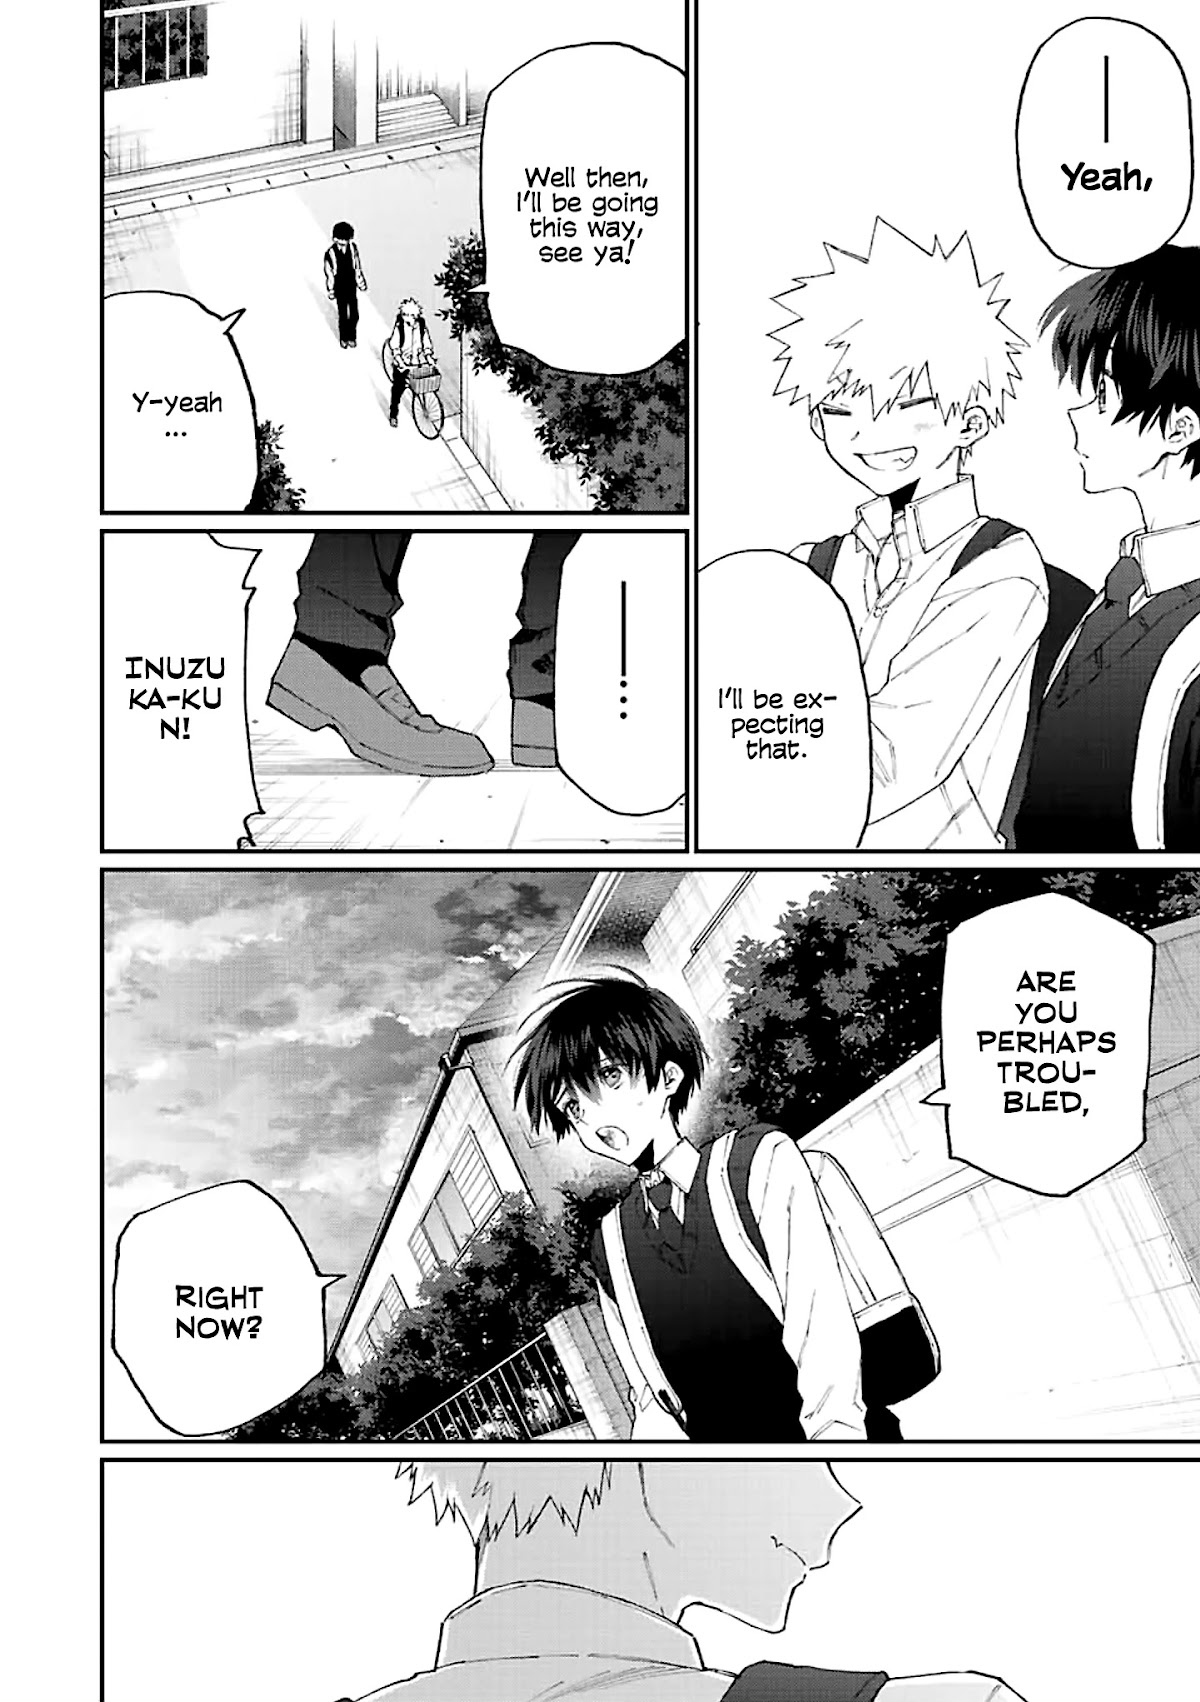 — Yeah,
I'll be ex-
pecting
that.
Well then,
I'll be going
this way,
see ya!
Y-yeah
...
—...
INUZU
KA-KU
N!
ARE
YOU
PERHAPS
TROU-
BLED,
RIGHT
NOW?